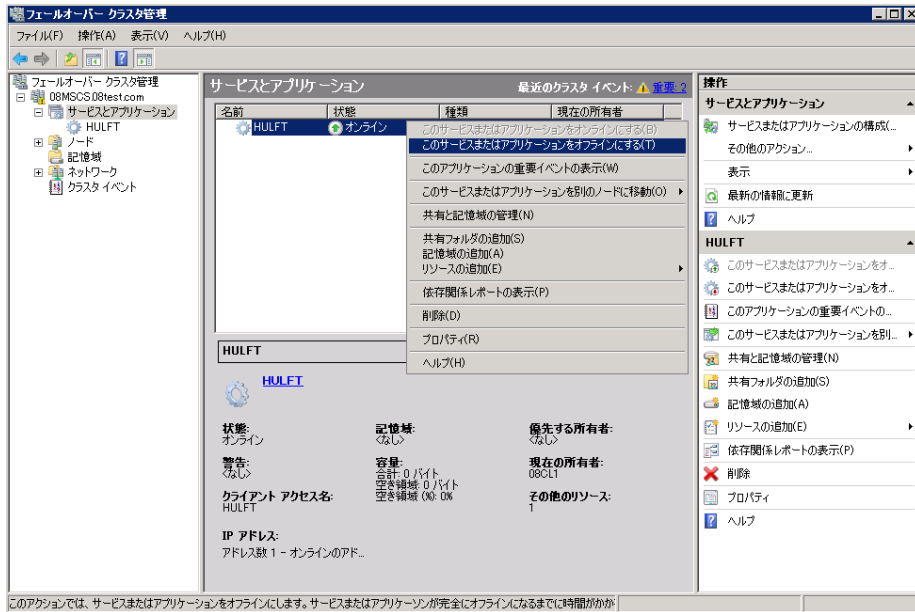 フェールオーバー クラスタ管理
ファイル(F) 操作(A) 表示(V) ヘルプ(H)
フェールオーバー クラスタ管理
08MSCS.08test.com
サービスとアプリケーション
HULFT
ノード
記憶域
ネットワーク
クラスタ イベント
サービスとアプリケーション 最近のクラスタ イベント: 重要: 2
名前 状態 種類 現在の所有者
HULFT オンライン
このサービスまたはアプリケーションをオンラインにする(B)
このサービスまたはアプリケーションをオフラインにする(T)
このアプリケーションの重要イベントの表示(W)
このサービスまたはアプリケーションを別のノードに移動(O)
共有と記憶域の管理(N)
共有フォルダの追加(S)
記憶域の追加(A)
リソースの追加(E)
依存関係レポートの表示(P)
削除(D)
プロパティ(R)
ヘルプ(H)
HULFT
HULFT
状態:
オンライン
記憶域:
<なし>
優先する所有者:
<なし>
警告:
<なし>
容量:
合計: 0 バイト
空き領域: 0 バイト
空き領域 (%): 0%
現在の所有者:
08CL1
クライアント アクセス名:
HULFT
その他のリソース:
1
IP アドレス:
アドレス数 1 - オンラインのアド...
操作
サービスとアプリケーション
サービスまたはアプリケーションの構成(...
その他のアクション...
表示
最新の情報に更新
ヘルプ
HULFT
このサービスまたはアプリケーションをオ...
このサービスまたはアプリケーションをオ...
このアプリケーションの重要イベントの...
このサービスまたはアプリケーションを別...
共有と記憶域の管理(N)
共有フォルダの追加(S)
記憶域の追加(A)
リソースの追加(E)
依存関係レポートの表示(P)
削除
プロパティ
ヘルプ
このアクションでは、サービスまたはアプリケーションをオフラインにします。サービスまたはアプリケーソンが完全にオフラインになるまでに時間がかか